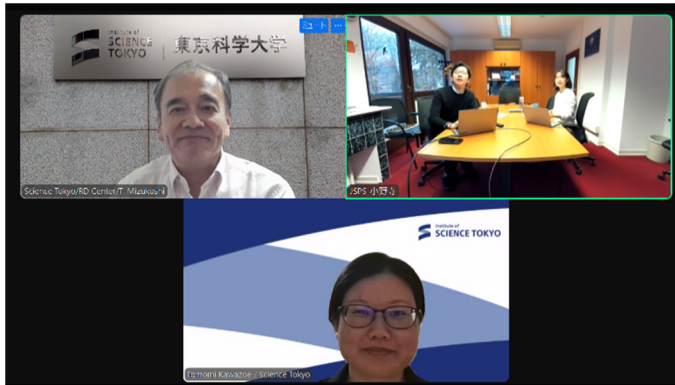 Institute of
SCIENCE
TOKYO
東京科学大学
ミュート
Science Tokyo/RD Center/T. Mizukoshi
JSPS 小野寺
Institute of
SCIENCE TOKYO
Tomomi Kawazoe / Science Tokyo